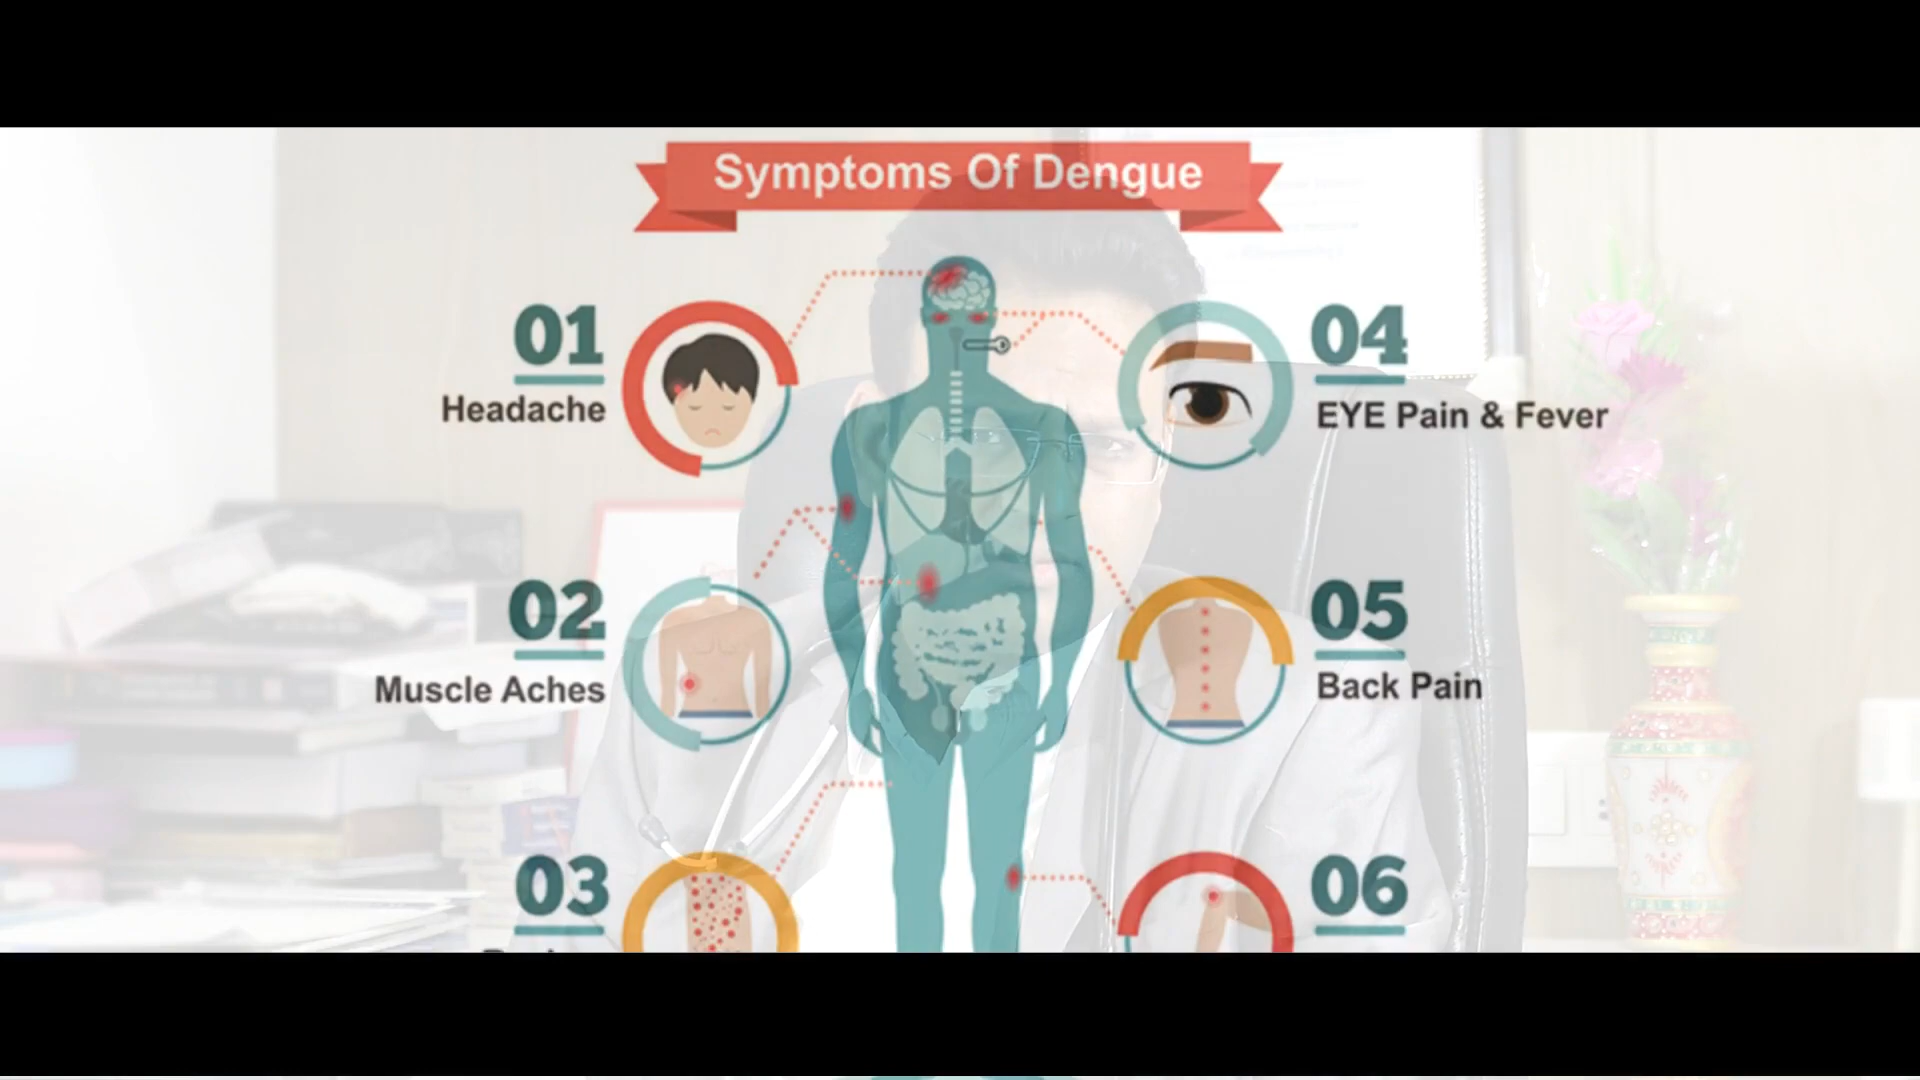 Symptoms Of Dengue
01
Headache
02
Muscle Aches
03
04
EYE Pain & Fever
05
Back Pain
06